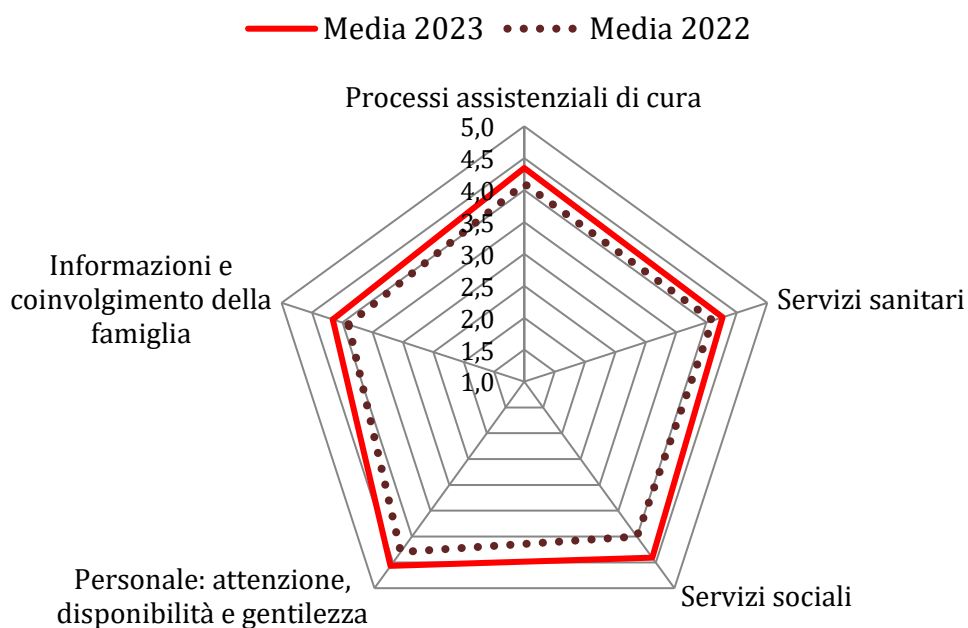 Media 2023 Media 2022
Processi assistenziali di cura
5,0
4,5
4,0
3,5
3,0
2,5
2,0
1,5
1,0
Servizi sanitari
Servizi sociali
Personale: attenzione,
disponibilità e gentilezza
Informazioni e
coinvolgimento della
famiglia